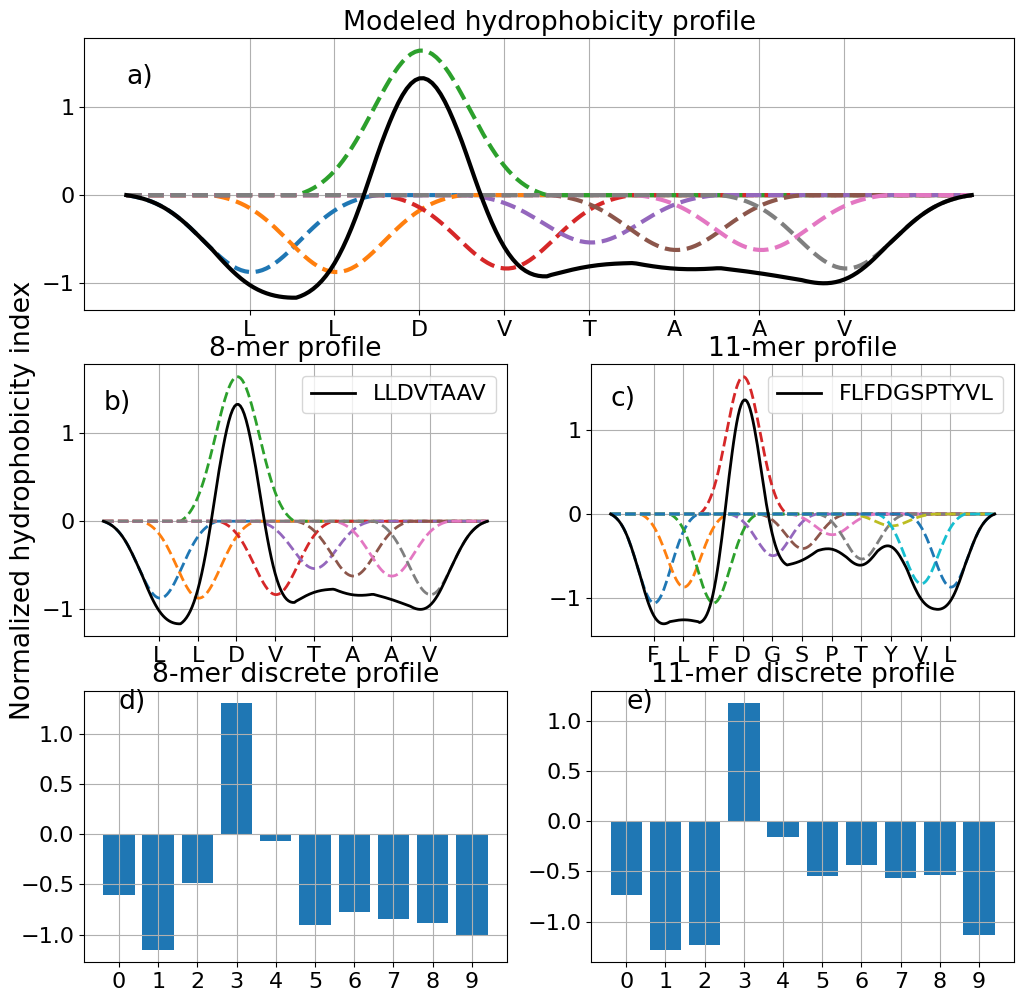 Modeled hydrophobicity profile
a)
1
0
−1
L L D V T A A V
Normalized hydrophobicity index
8-mer profile
b)
LLDVTAAV
1
0
−1
L L D V T A A V
11-mer profile
c)
FLFDGSPTYVL
1
0
−1
F L F D G S P T Y V L
8-mer discrete profile
d)
1.0
0.5
0.0
−0.5
−1.0
0 1 2 3 4 5 6 7 8 9
11-mer discrete profile
e)
1.0
0.5
0.0
−0.5
−1.0
0 1 2 3 4 5 6 7 8 9